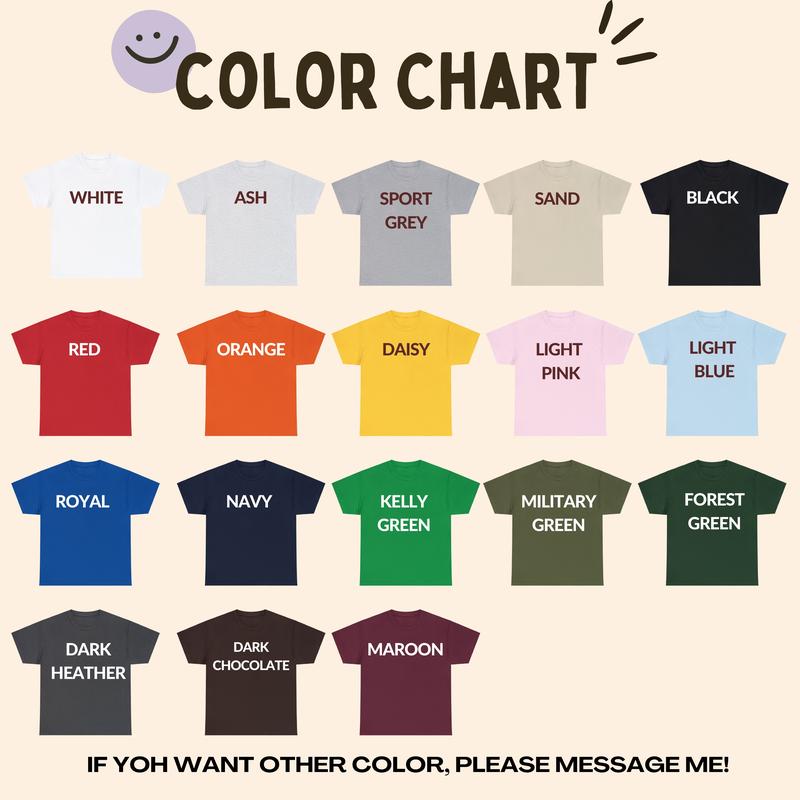 COLOR CHART
WHITE
ASH
SPORT
GREY
SAND
BLACK
RED
ORANGE
DAISY
LIGHT
PINK
LIGHT
BLUE
ROYAL
NAVY
KELLY
GREEN
MILITARY
GREEN
FOREST
GREEN
DARK
HEATHER
DARK
CHOCOLATE
MAROON
IF YOH WANT OTHER COLOR, PLEASE MESSAGE ME!